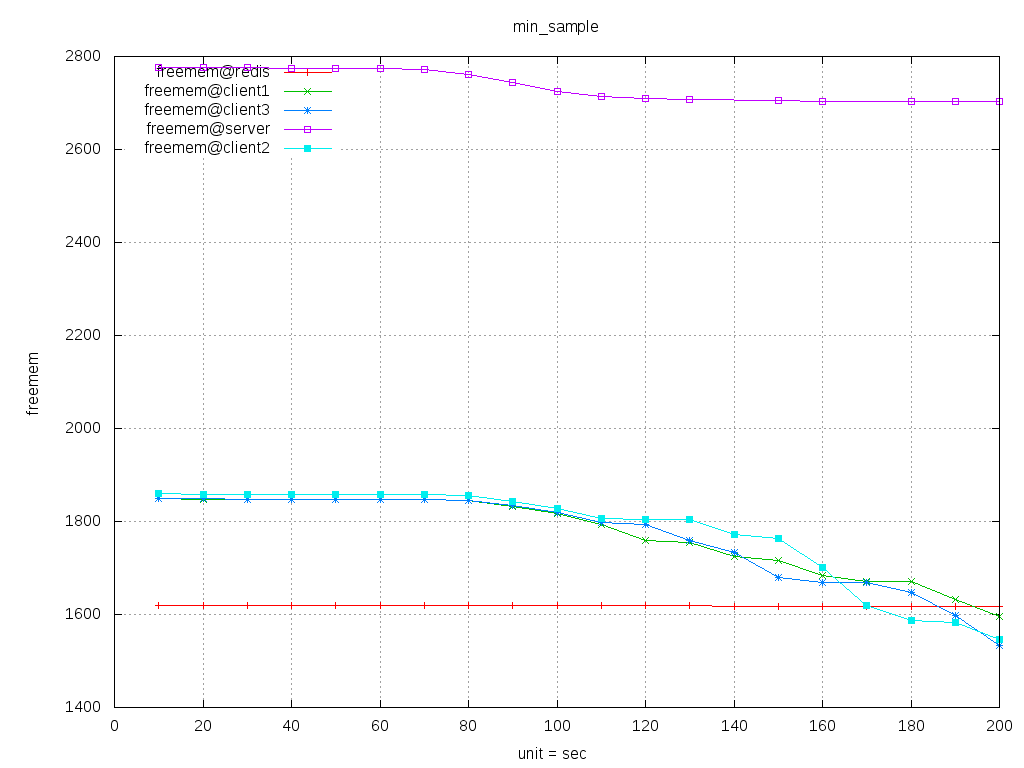 min_sample
2800
freemem@redis
freemem@client1
freemem@client3
freemem@server
freemem@client2
2600
2400
2200
2000
1800
1600
1400
freemem
0 20 40 60 80 100 120 140 160 180 200
unit = sec